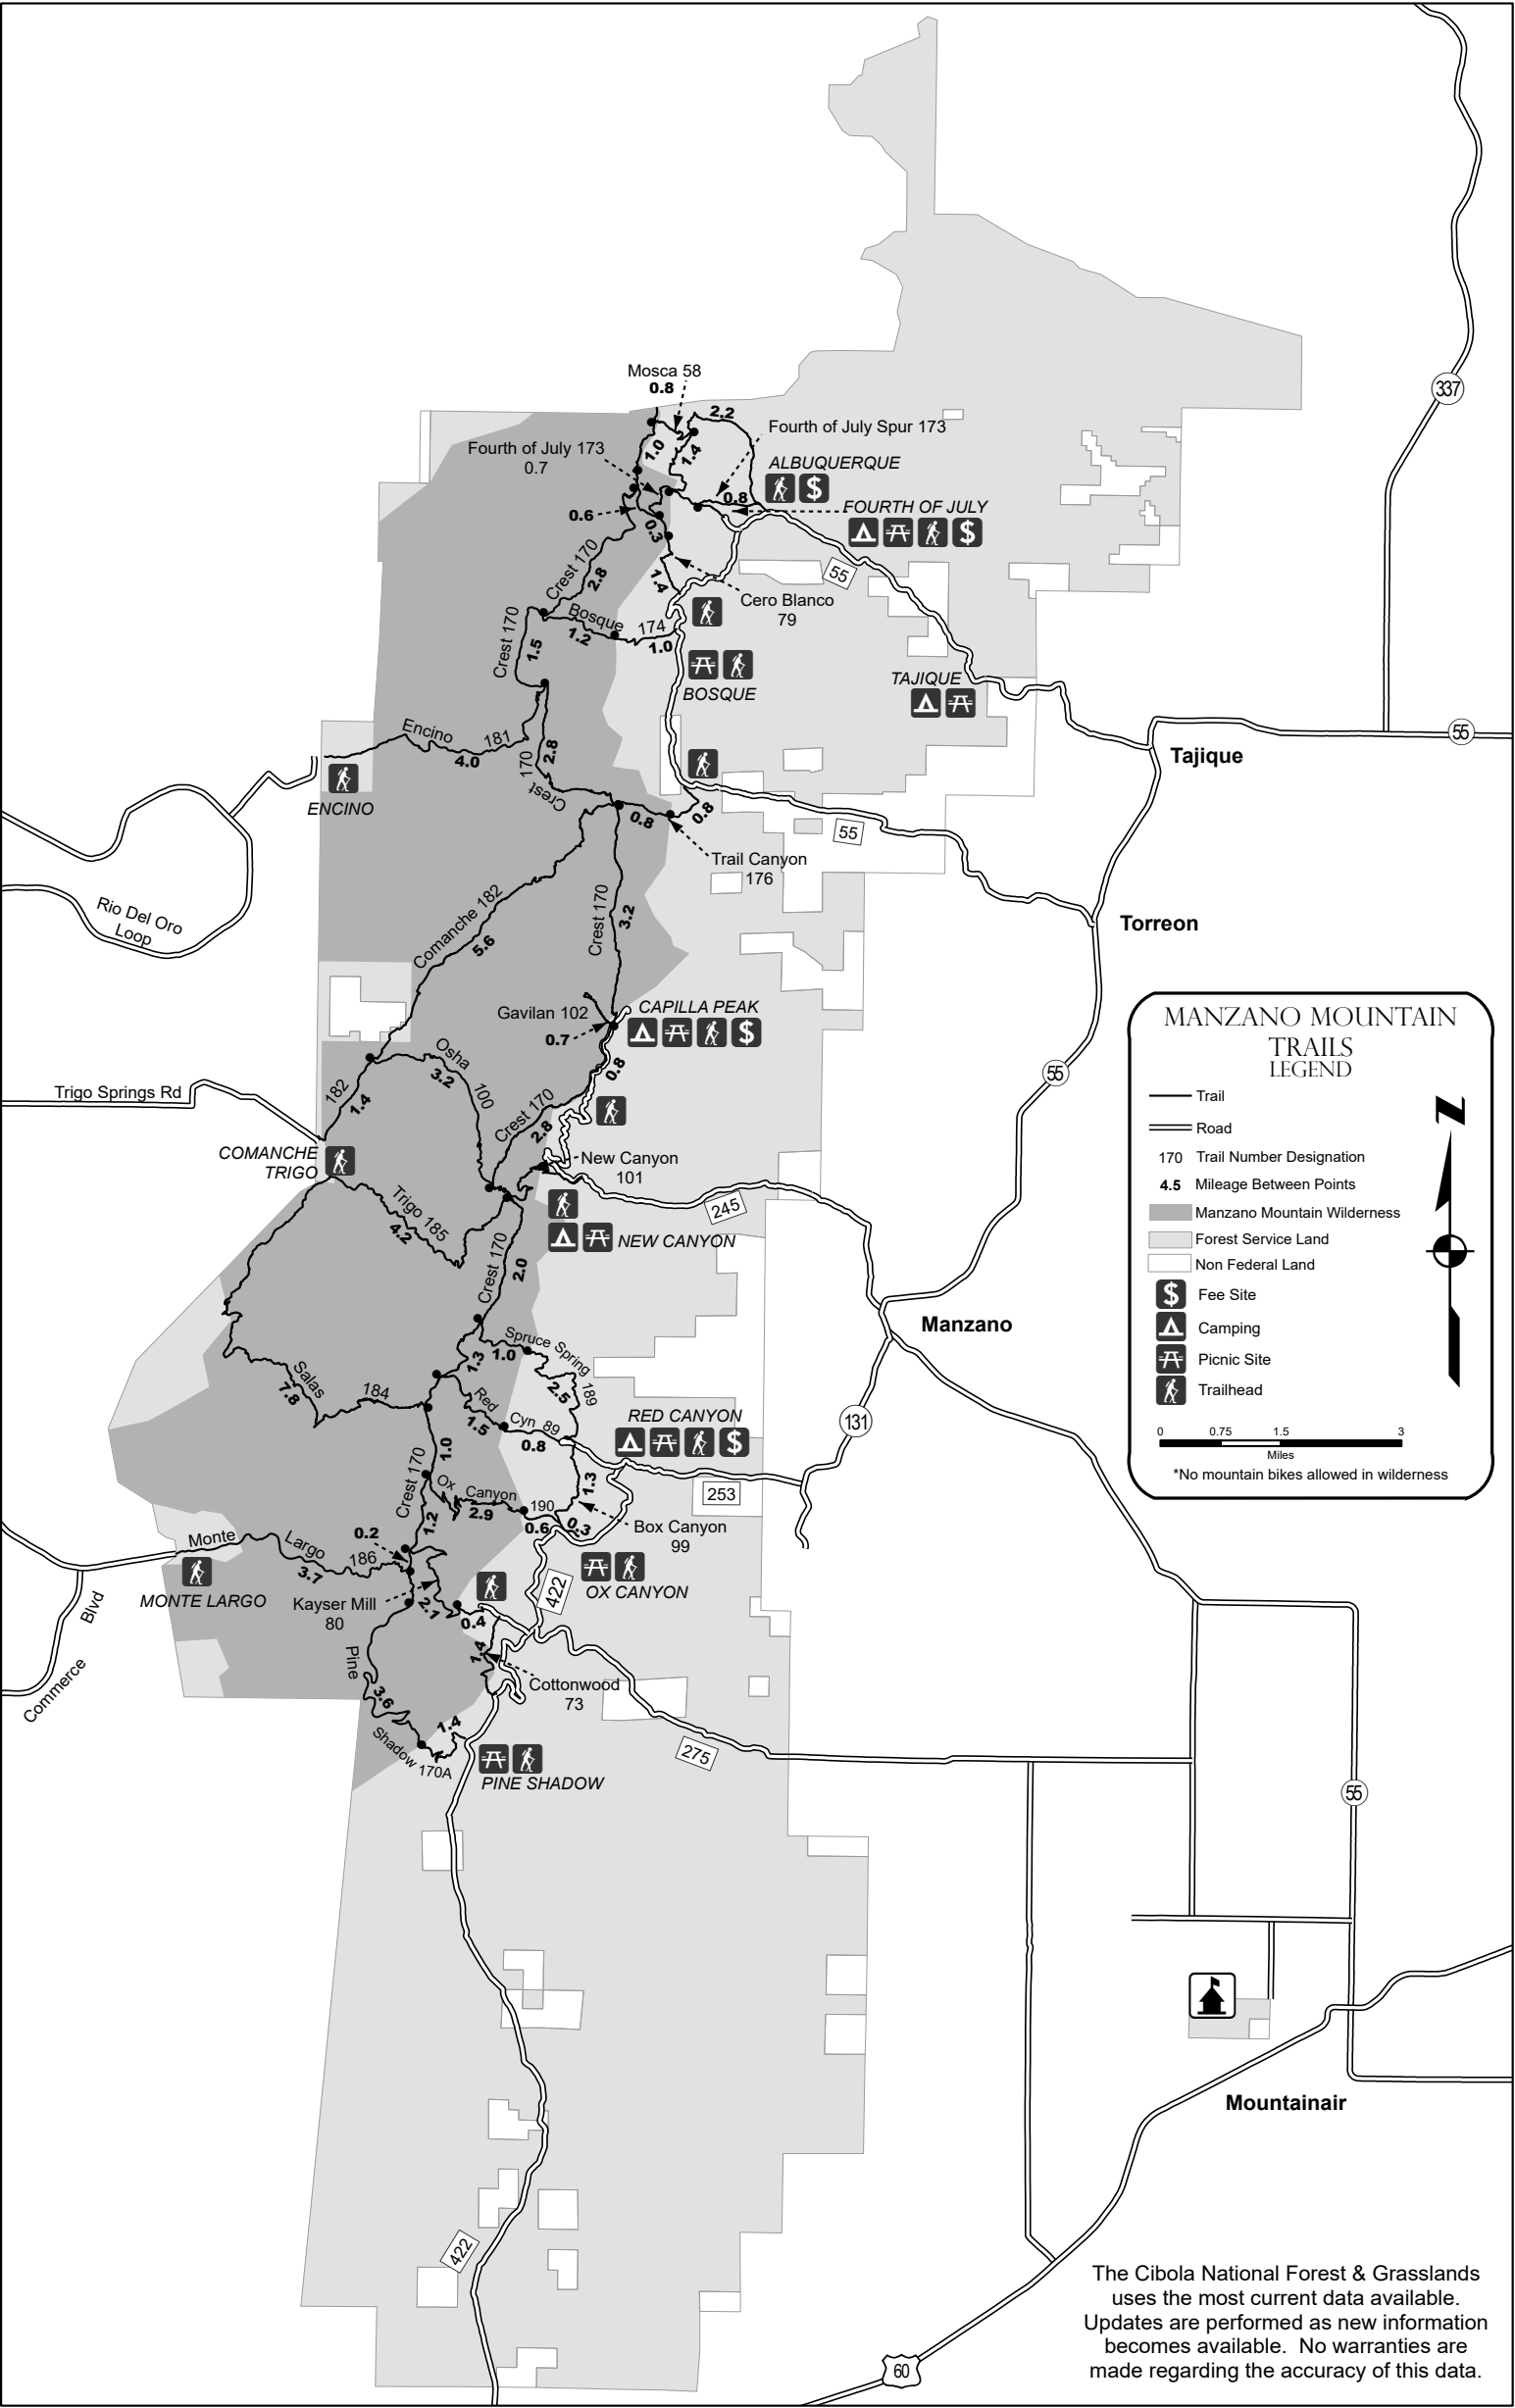 Mosca 58
0.8
2.2
337
Fourth of July Spur 173
Fourth of July 173
0.7
1.0
1.4
ALBUQUERQUE
$
0.8
FOURTH OF JULY
$
0.6
0.3
Crest 170
2.8
1.4
55
Cero Blanco
79
Bosque
174
1.2
1.0
Crest 170
1.5
BOSQUE
TAJIQUE
Encino
181
4.0
Crest
170
2.8
55
Tajique
ENCINO
0.8
0.8
55
Trail Canyon
176
Comanche 182
5.6
Crest 170
3.2
Rio Del Oro
Loop
Torreon
Gavilan 102
0.7
CAPILLA PEAK
$
0.8
Osha
100
3.2
55
Trigo Springs Rd
182
1.4
Crest 170
2.8
COMANCHE
TRIGO
New Canyon
101
Trigo 185
4.2
245
NEW CANYON
Crest 170
2.0
Manzano
Spruce Spring
189
1.0
1.3
2.5
Salas
184
7.8
Red
Cyn 89
1.5
0.8
RED CANYON
$
131
1.0
Crest 170
Ox
Canyon
190
2.9
0.6
0.3
1.3
253
Box Canyon
99
1.2
0.2
Monte
Largo
186
3.7
MONTE LARGO
OX CANYON
422
Kayser Mill
80
2.1
0.4
Blvd
Commerce
1.4
Cottonwood
73
Pine
3.6
Shadow
170A
1.4
PINE SHADOW
275
55
MANZANO MOUNTAIN
TRAILS
LEGEND
Trail
Road
170 Trail Number Designation
4.5 Mileage Between Points
Manzano Mountain Wilderness
Forest Service Land
Non Federal Land
$ Fee Site
Camping
Picnic Site
Trailhead
N
0 0.75 1.5 3
Miles
*No mountain bikes allowed in wilderness
Mountainair
422
60
The Cibola National Forest & Grasslands
uses the most current data available.
Updates are performed as new information
becomes available. No warranties are
made regarding the accuracy of this data.